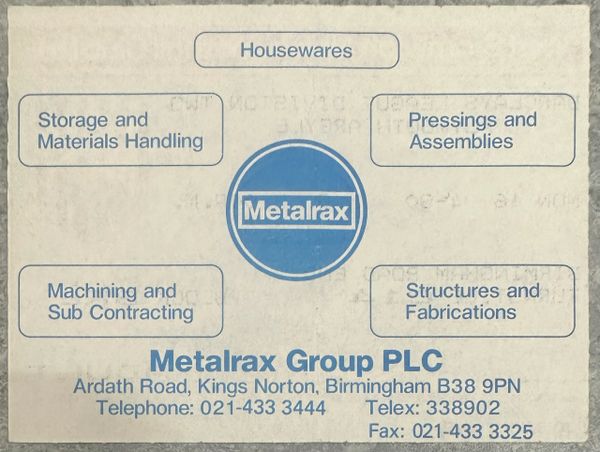 Housewares
Storage and
Materials Handling
Pressings and
Assemblies
Metalrax
Machining and
Sub Contracting
Structures and
Fabrications
Metalrax Group PLC
Ardath Road, Kings Norton, Birmingham B38 9PN
Telephone: 021-433 3444 Telex: 338902
Fax: 021-433 3325